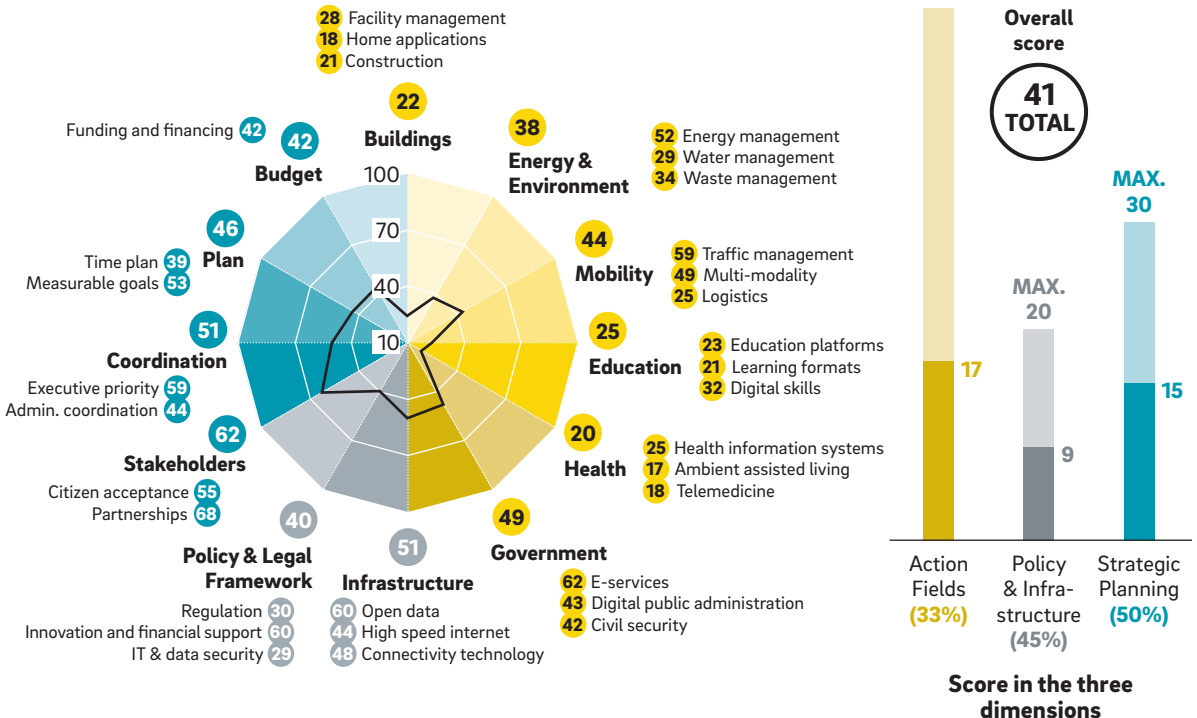 28 Facility management
18 Home applications
21 Construction
22
Buildings
38
Energy &
Environment
52 Energy management
29 Water management
34 Waste management
44
Mobility
59 Traffic management
49 Multi-modality
25 Logistics
25
Education
23 Education platforms
21 Learning formats
32 Digital skills
20
Health
25 Health information systems
17 Ambient assisted living
18 Telemedicine
49
Government
62 E-services
43 Digital public administration
42 Civil security
51
Infrastructure
60 Open data
44 High speed internet
48 Connectivity technology
40
Policy & Legal
Framework
Regulation 30
Innovation and financial support 60
IT & data security 29
62
Stakeholders
Citizen acceptance 55
Partnerships 68
51
Coordination
Executive priority 59
Admin. coordination 44
46
Plan
Time plan 39
Measurable goals 53
Funding and financing 42
42
Budget
100
70
40
10
Overall
score
41
TOTAL
17
MAX.
20
9
MAX.
30
15
Action
Fields
(33%)
Policy
& Infra-
structure
(45%)
Strategic
Planning
(50%)
Score in the three
dimensions